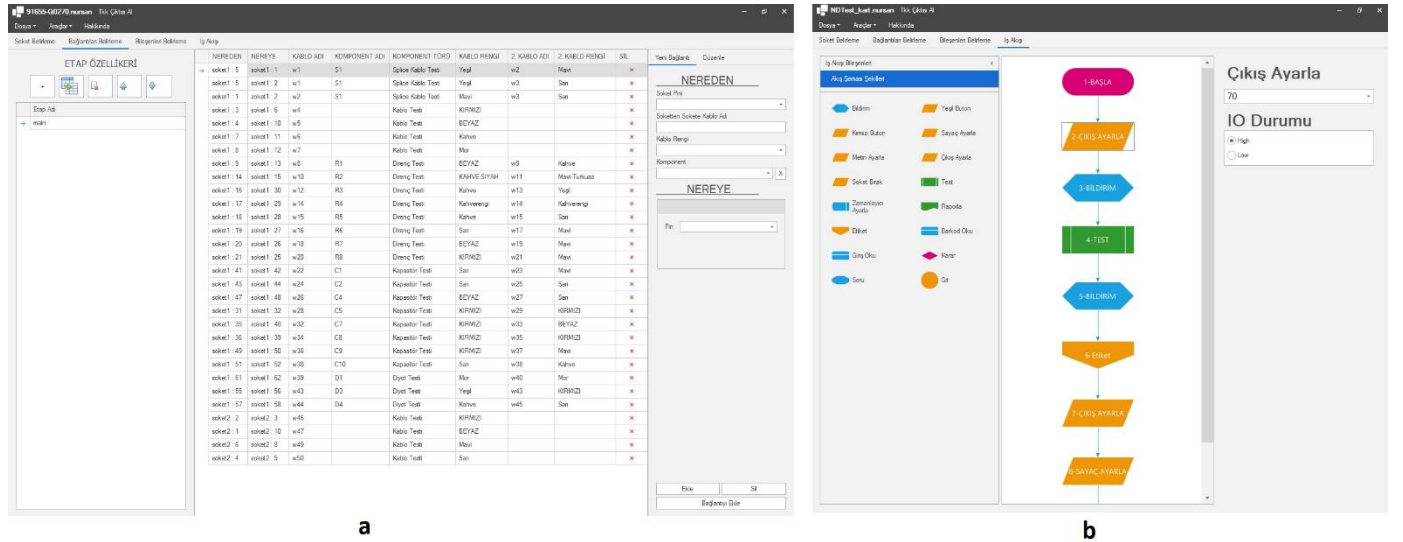 91655-G0270.nursan Tkk Çıktısı Al
Dosya Araçlar Hakkında
Soket Belirleme Bağlantıları Belirleme Bileşenleri Belirleme İş Akışı
ETAP ÖZELLİKERİ
Etap Adı
main
NEREDEN NEREYE KABLO ADI KOMPONENT ADI KOMPONENT TÜRÜ KABLO RENGİ 2. KABLO ADI 2. KABLO RENGİ SİL
soket1 : 5 soket1 : 1 w1 S1 Splice Kablo Testi Yeşil w2 Mavi
soket1 : 5 soket1 : 2 w1 S1 Splice Kablo Testi Yeşil w3 Sarı
soket1 : 1 soket1 : 2 w2 S1 Splice Kablo Testi Mavi w3 Sarı
soket1 : 3 soket1 : 6 w4 Kablo Testi KIRMIZI
soket1 : 4 soket1 : 10 w5 Kablo Testi BEYAZ
soket1 : 7 soket1 : 11 w6 Kablo Testi Kahve
soket1 : 8 soket1 : 12 w7 Kablo Testi Mor
soket1 : 9 soket1 : 13 w8 R1 Direnç Testi BEYAZ w9 Kahve
soket1 : 14 soket1 : 15 w10 R2 Direnç Testi KAHVE-SİYAH w11 Mavi-Turkuaz
soket1 : 16 soket1 : 30 w12 R3 Direnç Testi Kahve w13 Yeşil
soket1 : 17 soket1 : 29 w14 R4 Direnç Testi Kahverengi w14 Kahverengi
soket1 : 18 soket1 : 28 w15 R5 Direnç Testi Kahve w15 Sarı
soket1 : 19 soket1 : 27 w16 R6 Direnç Testi Sarı w17 Mavi
soket1 : 20 soket1 : 26 w18 R7 Direnç Testi BEYAZ w19 Mavi
soket1 : 21 soket1 : 25 w20 R8 Direnç Testi KIRMIZI w21 Mavi
soket1 : 41 soket1 : 42 w22 C1 Kapasitör Testi Sarı w23 Mavi
soket1 : 43 soket1 : 44 w24 C2 Kapasitör Testi Sarı w25 Sarı
soket1 : 47 soket1 : 48 w26 C4 Kapasitör Testi BEYAZ w27 Sarı
soket1 : 31 soket1 : 32 w28 C5 Kapasitör Testi KIRMIZI w29 KIRMIZI
soket1 : 35 soket1 : 40 w32 C7 Kapasitör Testi KIRMIZI w33 BEYAZ
soket1 : 36 soket1 : 39 w34 C8 Kapasitör Testi KIRMIZI w35 KIRMIZI
soket1 : 49 soket1 : 50 w36 C9 Kapasitör Testi KIRMIZI w37 Mavi
soket1 : 51 soket1 : 52 w38 C10 Kapasitör Testi Sarı w38 Kahve
soket1 : 61 soket1 : 62 w39 D1 Diyot Testi Mor w40 Mor
soket1 : 55 soket1 : 56 w43 D3 Diyot Testi Yeşil w43 KIRMIZI
soket1 : 57 soket1 : 58 w44 D4 Diyot Testi Kahve w45 Sarı
soket2 : 2 soket2 : 3 w46 Kablo Testi KIRMIZI
soket2 : 1 soket2 : 10 w47 Kablo Testi BEYAZ
soket2 : 6 soket2 : 8 w49 Kablo Testi Mavi
soket2 : 4 soket2 : 5 w50 Kablo Testi Sarı
Yeni Bağlantı Düzenle
NEREDEN
Soket Pini
Soketten Sokete Kablo Adı
Kablo Rengi
Komponent
X
NEREYE
Pin
Ekle Sil
Bağlantıyı Ekle
a
NDTest_kart.nursan Tkk Çıktısı Al
Dosya Araçlar Hakkında
Soket Belirleme Bağlantıları Belirleme Bileşenleri Belirleme İş Akışı
İş Akışı Bileşenleri
Akış Şeması Şekilleri
Bildirim Yeşil Buton
Kırmızı Buton Sayaç Ayarla
Metin Ayarla Çıkış Ayarla
Soket Bırak Test
Zamanlayıcı Ayarla Raporla
Etiket Barkod Oku
Giriş Oku Karar
Soru Git
1-BAŞLA
2-ÇIKIŞ AYARLA
3-BİLDİRİM
4-TEST
5-BİLDİRİM
6-Etiket
7-ÇIKIŞ AYARLA
8-SAYAÇ AYARLA
Çıkış Ayarla
70
IO Durumu
High
Low
b